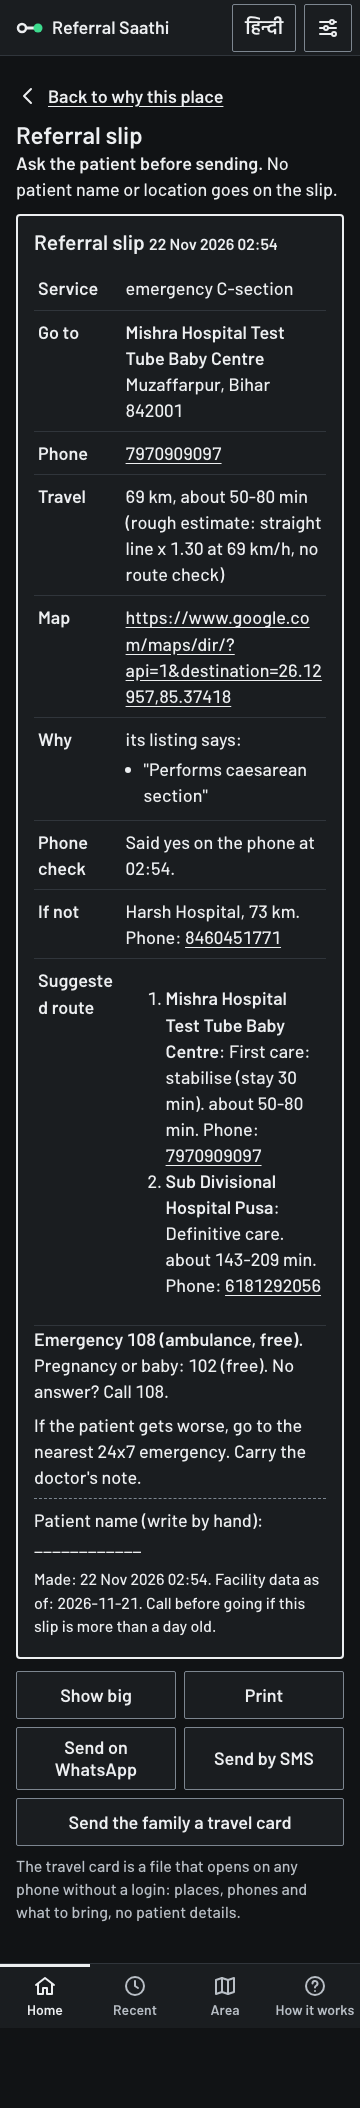 Referral Saathi
हिन्दी
Back to why this place
Referral slip
Ask the patient before sending. No
patient name or location goes on the slip.
Referral slip 22 Nov 2026 02:54
Service emergency C-section
Go to Mishra Hospital Test
Tube Baby Centre
Muzaffarpur, Bihar
842001
Phone 7970909097
Travel 69 km, about 50-80 min
(rough estimate: straight
line x 1.30 at 69 km/h, no
route check)
Map https://www.google.co
m/maps/dir/?
api=1&destination=26.12
957,85.37418
Why its listing says:
• "Performs caesarean
section"
Phone Said yes on the phone at
check 02:54.
If not Harsh Hospital, 73 km.
Phone: 8460451771
Suggeste
d route
1. Mishra Hospital
Test Tube Baby
Centre: First care:
stabilise (stay 30
min). about 50-80
min. Phone:
7970909097
2. Sub Divisional
Hospital Pusa:
Definitive care.
about 143-209 min.
Phone: 6181292056
Emergency 108 (ambulance, free).
Pregnancy or baby: 102 (free). No
answer? Call 108.
If the patient gets worse, go to the
nearest 24x7 emergency. Carry the
doctor's note.
Patient name (write by hand):
____________
Made: 22 Nov 2026 02:54. Facility data as
of: 2026-11-21. Call before going if this
slip is more than a day old.
Show big Print
Send on
WhatsApp
Send by SMS
Send the family a travel card
The travel card is a file that opens on any
phone without a login: places, phones and
what to bring, no patient details.
Home Recent Area How it works